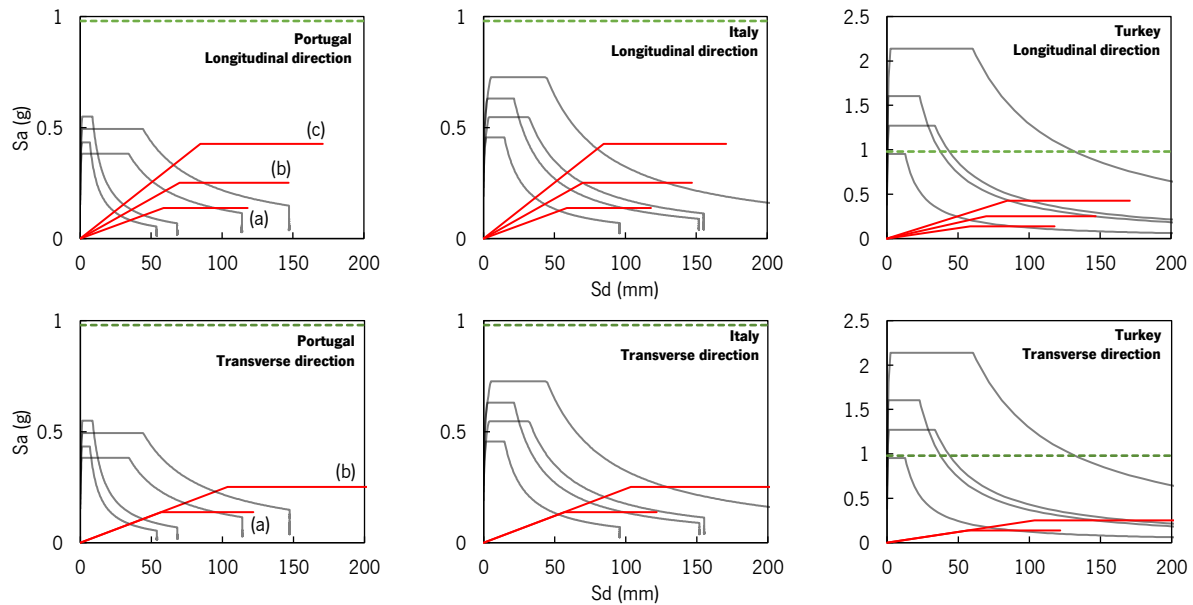 1
0.5
0
Sa (g)
Portugal
Longitudinal direction
(c)
(b)
(a)
0 50 100 150 200
1
0.5
0
Italy
Longitudinal direction
0 50 100 150 200
Sd (mm)
2.5
2
1.5
1
0.5
0
Turkey
Longitudinal direction
0 50 100 150 200
1
0.5
0
Sa (g)
Portugal
Transverse direction
(b)
(a)
0 50 100 150 200
1
0.5
0
Italy
Transverse direction
0 50 100 150 200
Sd (mm)
2.5
2
1.5
1
0.5
0
Turkey
Transverse direction
0 50 100 150 200